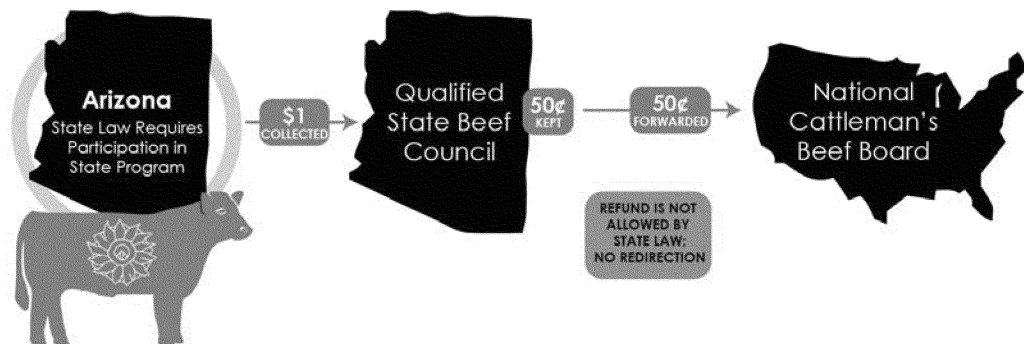 Arizona
State Law Requires
Participation in
State Program
$1
COLLECTED
Qualified
State Beef
Council
50¢
KEPT
50¢
FORWARDED
National
Cattleman's
Beef Board
REFUND IS NOT
ALLOWED BY
STATE LAW;
NO REDIRECTION